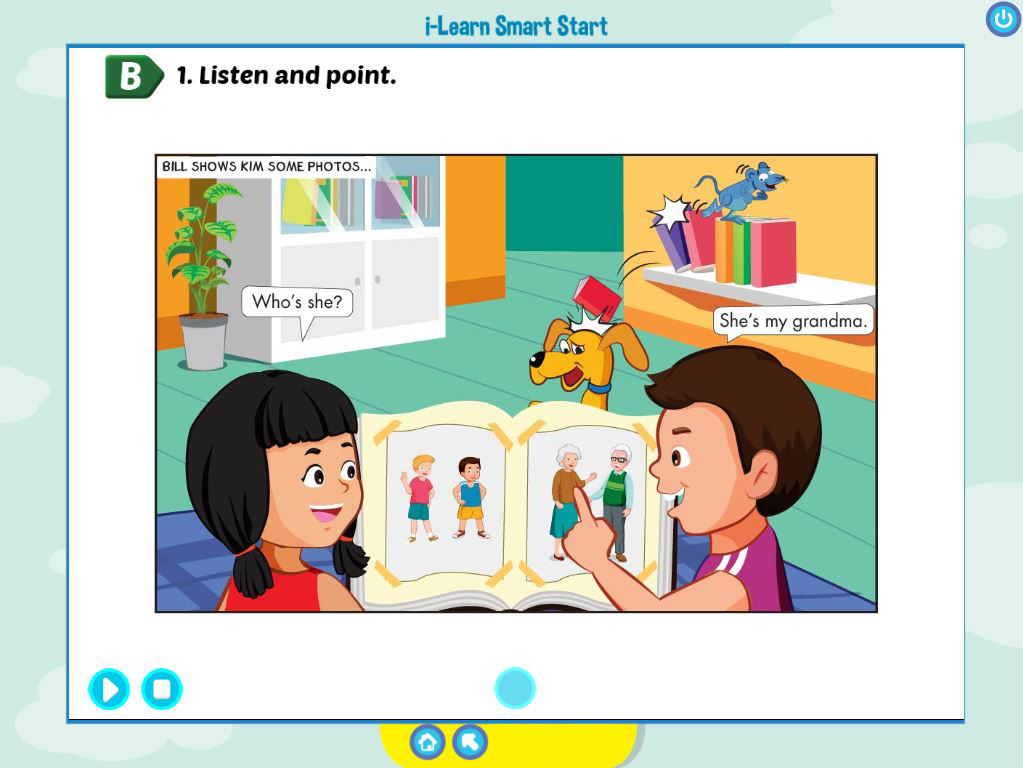 i-Learn Smart Start
B
1. Listen and point.
BILL SHOWS KIM SOME PHOTOS...
Who's she?
She's my grandma.